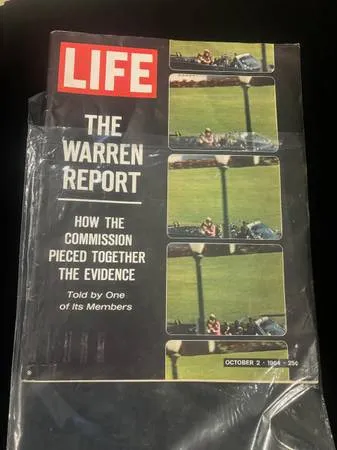 LIFE
THE
WARREN
REPORT
HOW THE
COMMISSION
PIECED TOGETHER
THE EVIDENCE
Told by One
of Its Members
OCTOBER 2 · 1964 · 25¢